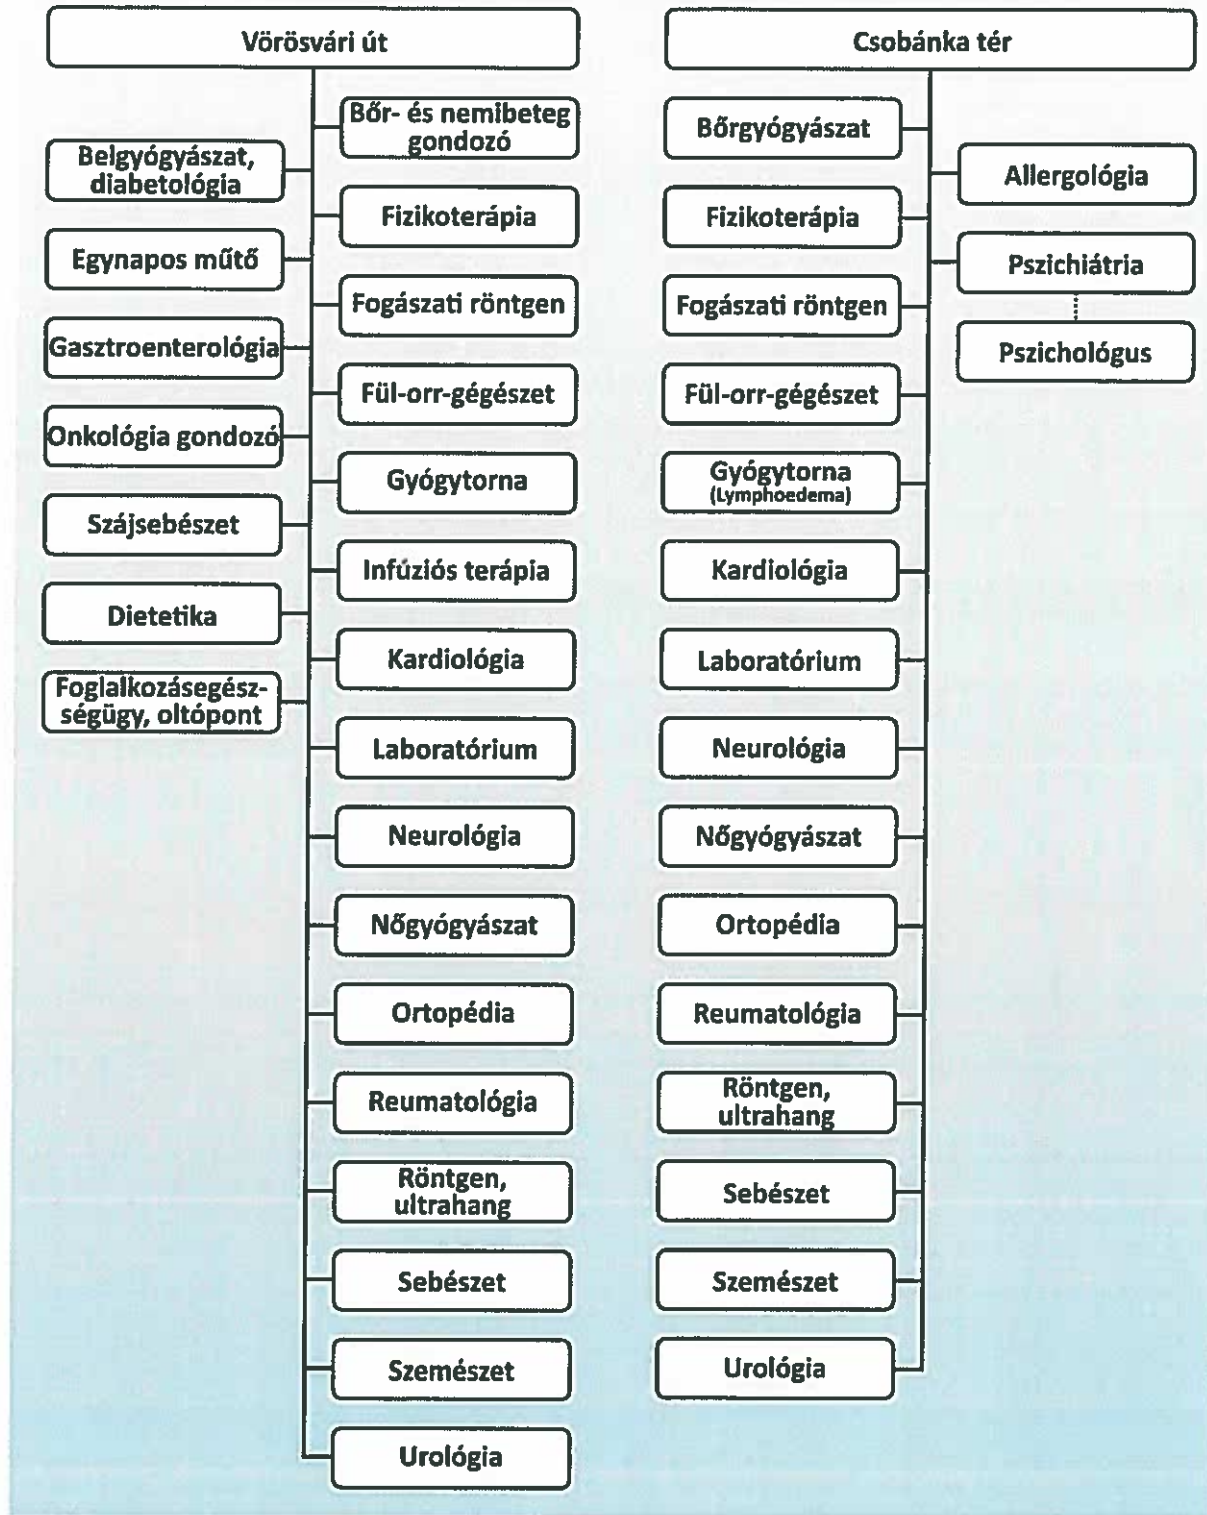 Vörösvári út
Bőr- és nemibeteg
gondozó
Belgyógyászat,
diabetológia
Fizikoterápia
Egynapos műtő
Fogászati röntgen
Gasztroenterológia
Fül-orr-gégészet
Onkológia gondozó
Gyógytorna
Szájsebészet
Infúziós terápia
Dietetika
Kardiológia
Foglalkozásegész-
ségügy, oltópont
Laboratórium
Neurológia
Nőgyógyászat
Ortopédia
Reumatológia
Röntgen,
ultrahang
Sebészet
Szemészet
Urológia
Csobánka tér
Bőrgyógyászat
Allergológia
Fizikoterápia
Pszichiátria
Fogászati röntgen
Pszichológus
Fül-orr-gégészet
Gyógytorna
(Lymphoedema)
Kardiológia
Laboratórium
Neurológia
Nőgyógyászat
Ortopédia
Reumatológia
Röntgen,
ultrahang
Sebészet
Szemészet
Urológia